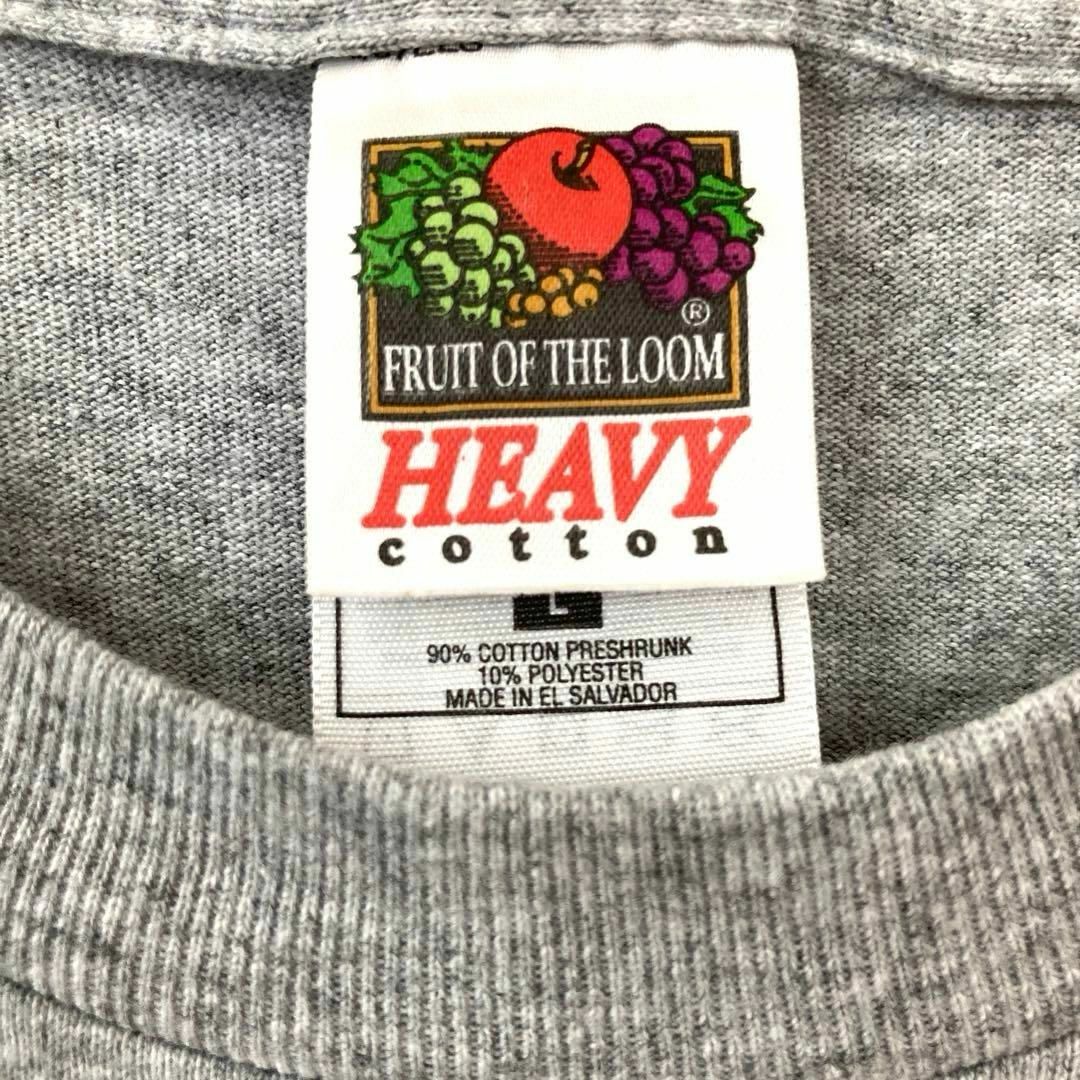 ®
FRUIT OF THE LOOM
HEAVY
cotton
L
90% COTTON PRESHRUNK
10% POLYESTER
MADE IN EL SALVADOR